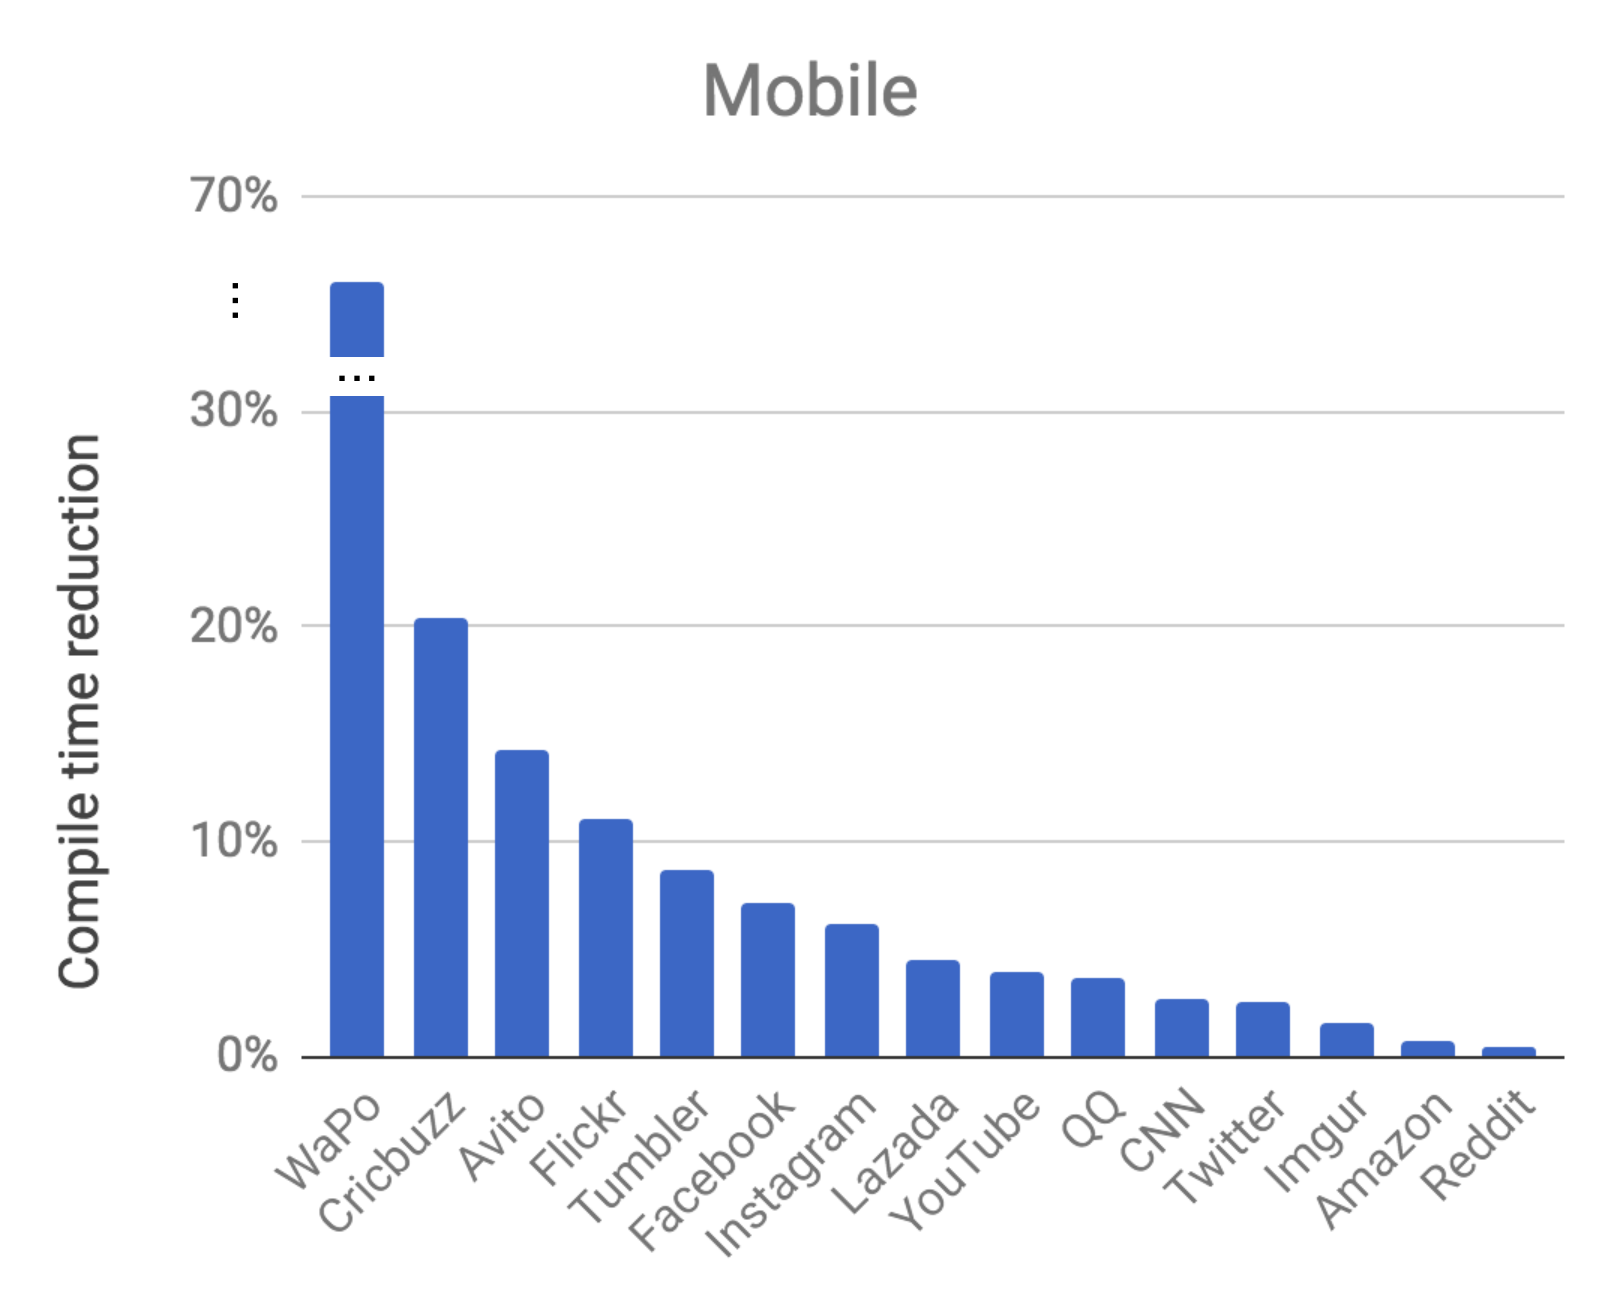 Mobile
70%
⋮
...
30%
20%
10%
0%
Compile time reduction
WaPo
Cricbuzz
Avito
Flickr
Tumbler
Facebook
Instagram
Lazada
YouTube
QQ
CNN
Twitter
Imgur
Amazon
Reddit